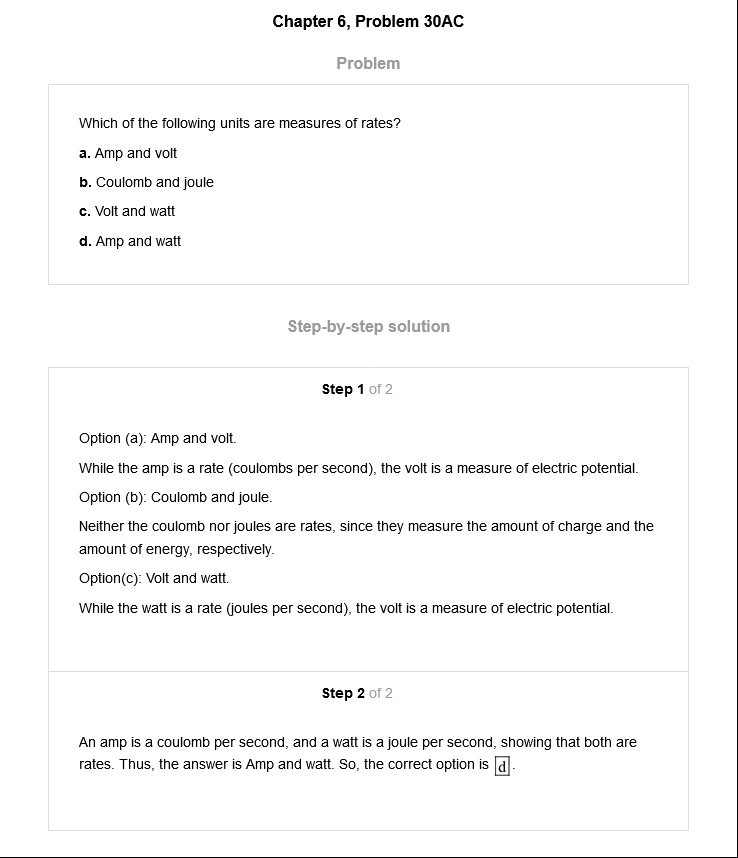 Chapter 6, Problem 30AC
Problem
Which of the following units are measures of rates?
a. Amp and volt
b. Coulomb and joule
c. Volt and watt
d. Amp and watt
Step-by-step solution
Step 1 of 2
Option (a): Amp and volt.
While the amp is a rate (coulombs per second), the volt is a measure of electric potential.
Option (b): Coulomb and joule.
Neither the coulomb nor joules are rates, since they measure the amount of charge and the
amount of energy, respectively.
Option(c): Volt and watt.
While the watt is a rate (joules per second), the volt is a measure of electric potential.
Step 2 of 2
An amp is a coulomb per second, and a watt is a joule per second, showing that both are
rates. Thus, the answer is Amp and watt. So, the correct option is d.